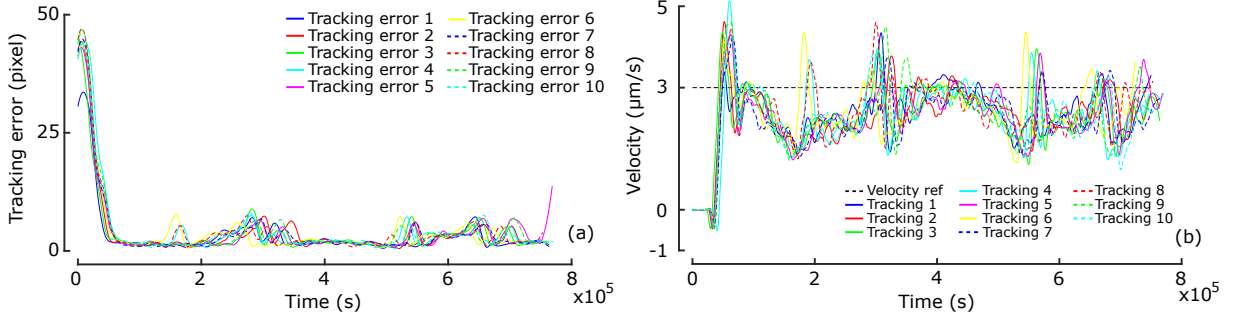 50
25
0
Tracking error (pixel)
Tracking error 1
Tracking error 2
Tracking error 3
Tracking error 4
Tracking error 5
Tracking error 6
Tracking error 7
Tracking error 8
Tracking error 9
Tracking error 10
(a)
0 2 4 6 8
x10⁵
Time (s)
5
3
0
-1
Velocity (µm/s)
Velocity ref
Tracking 1
Tracking 2
Tracking 3
Tracking 4
Tracking 5
Tracking 6
Tracking 7
Tracking 8
Tracking 9
Tracking 10
(b)
0 2 4 6 8
x10⁵
Time (s)